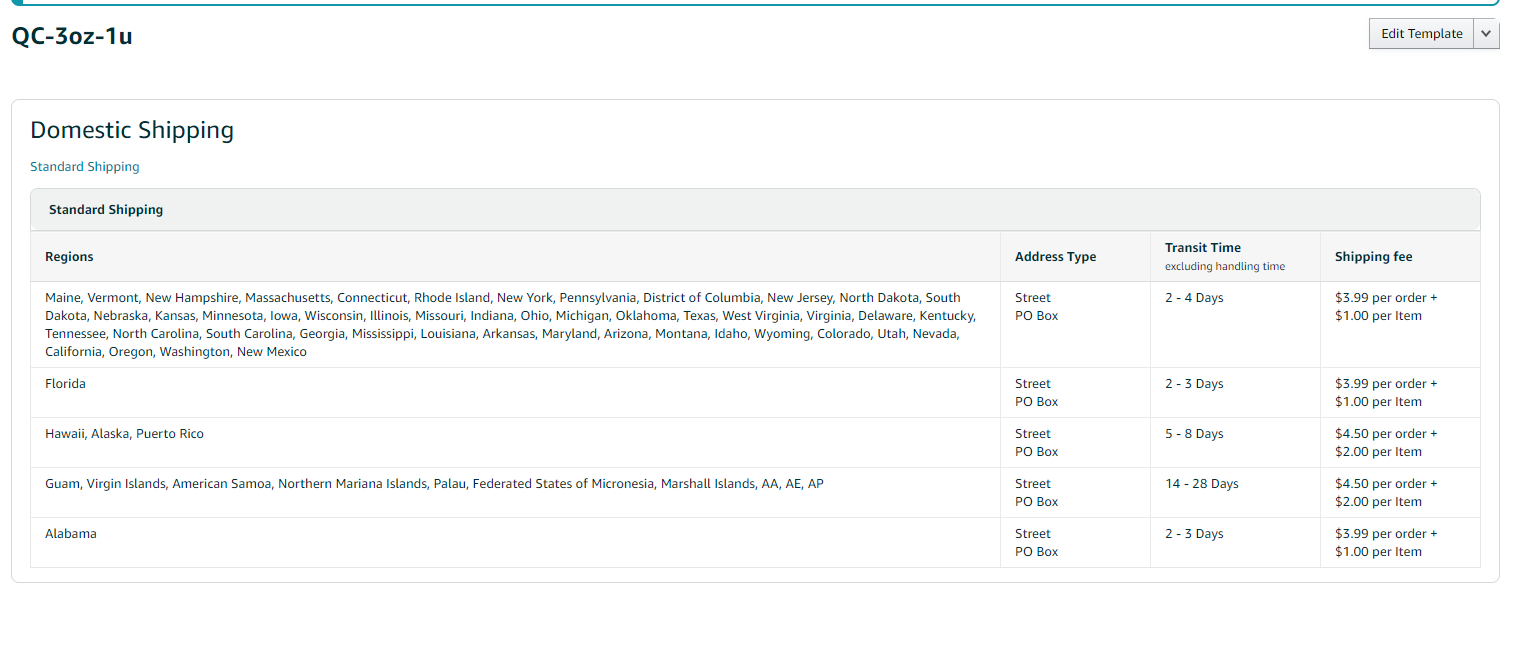 QC-3oz-1u
Edit Template
Domestic Shipping
Standard Shipping
Standard Shipping
Regions
Address Type
Transit Time
excluding handling time
Shipping fee
Maine, Vermont, New Hampshire, Massachusetts, Connecticut, Rhode Island, New York, Pennsylvania, District of Columbia, New Jersey, North Dakota, South
Dakota, Nebraska, Kansas, Minnesota, Iowa, Wisconsin, Illinois, Missouri, Indiana, Ohio, Michigan, Oklahoma, Texas, West Virginia, Virginia, Delaware, Kentucky,
Tennessee, North Carolina, South Carolina, Georgia, Mississippi, Louisiana, Arkansas, Maryland, Arizona, Montana, Idaho, Wyoming, Colorado, Utah, Nevada,
California, Oregon, Washington, New Mexico
Street
PO Box
2 - 4 Days
$3.99 per order +
$1.00 per Item
Florida
Street
PO Box
2 - 3 Days
$3.99 per order +
$1.00 per Item
Hawaii, Alaska, Puerto Rico
Street
PO Box
5 - 8 Days
$4.50 per order +
$2.00 per Item
Guam, Virgin Islands, American Samoa, Northern Mariana Islands, Palau, Federated States of Micronesia, Marshall Islands, AA, AE, AP
Street
PO Box
14 - 28 Days
$4.50 per order +
$2.00 per Item
Alabama
Street
PO Box
2 - 3 Days
$3.99 per order +
$1.00 per Item